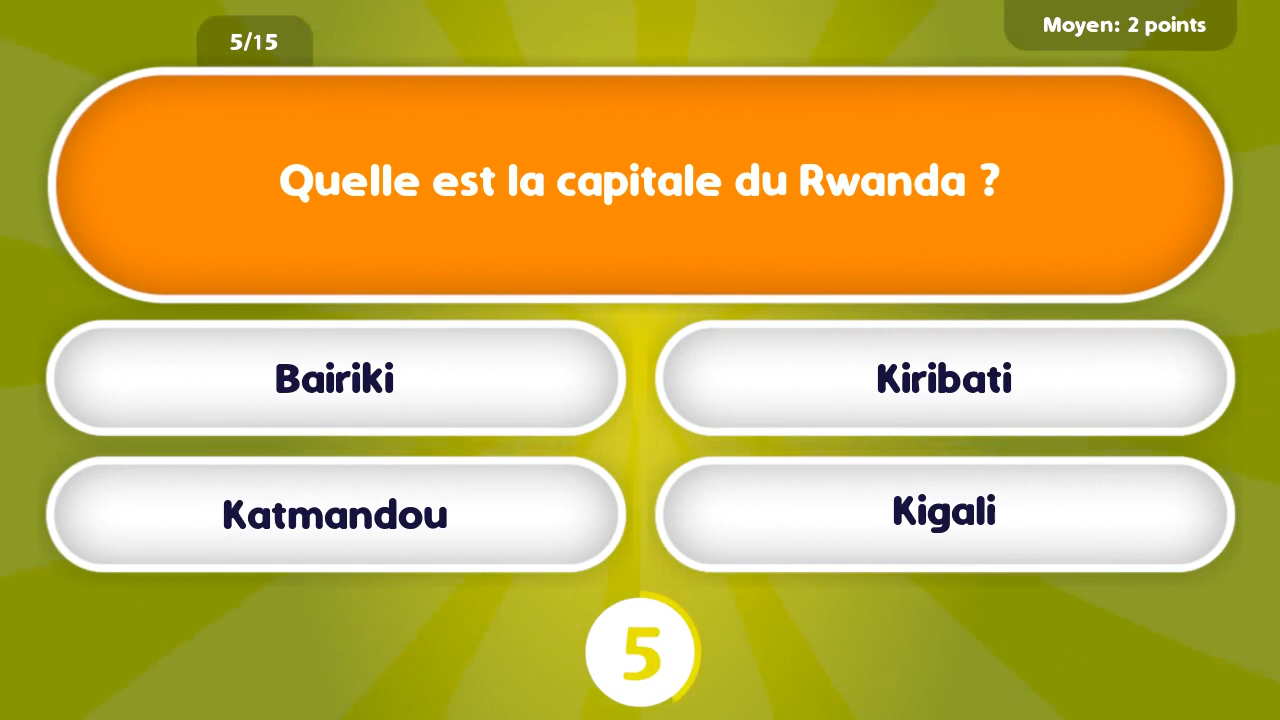 5/15
Moyen: 2 points
Quelle est la capitale du Rwanda ?
Bairiki
Kiribati
Katmandou
Kigali
5